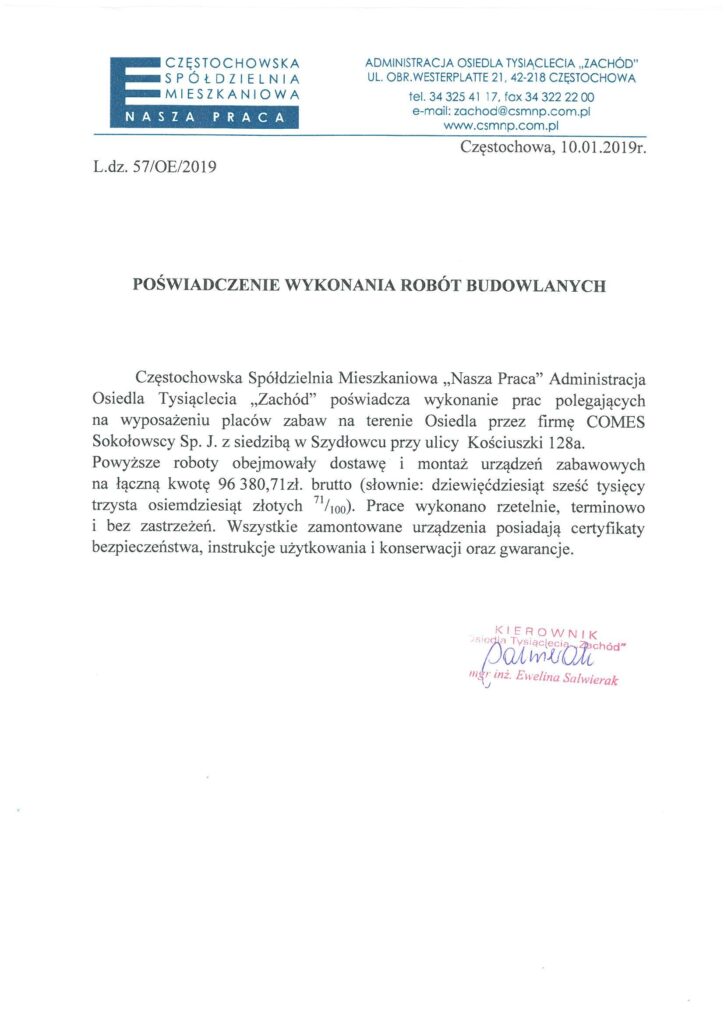 CZĘSTOCHOWSKA
SPÓŁDZIELNIA
MIESZKANIOWA
NASZA PRACA
ADMINISTRACJA OSIEDLA TYSIĄCLECIA „ZACHÓD”
UL. OBR.WESTERPLATTE 21, 42-218 CZĘSTOCHOWA
tel. 34 325 41 17, fax 34 322 22 00
e-mail: zachod@csmnp.com.pl
www.csmnp.com.pl
Częstochowa, 10.01.2019r.
L.dz. 57/OE/2019
POŚWIADCZENIE WYKONANIA ROBÓT BUDOWLANYCH
Częstochowska Spółdzielnia Mieszkaniowa „Nasza Praca” Administracja
Osiedla Tysiąclecia „Zachód” poświadcza wykonanie prac polegających
na wyposażeniu placów zabaw na terenie Osiedla przez firmę COMES
Sokołowscy Sp. J. z siedzibą w Szydłowcu przy ulicy Kościuszki 128a.
Powyższe roboty obejmowały dostawę i montaż urządzeń zabawowych
na łączną kwotę 96 380,71zł. brutto (słownie: dziewięćdziesiąt sześć tysięcy
trzysta osiemdziesiąt złotych 71/100). Prace wykonano rzetelnie, terminowo
i bez zastrzeżeń. Wszystkie zamontowane urządzenia posiadają certyfikaty
bezpieczeństwa, instrukcje użytkowania i konserwacji oraz gwarancje.
KIEROWNIK
Osiedla Tysiąclecia „Zachód”
mgr inż. Ewelina Salwierak